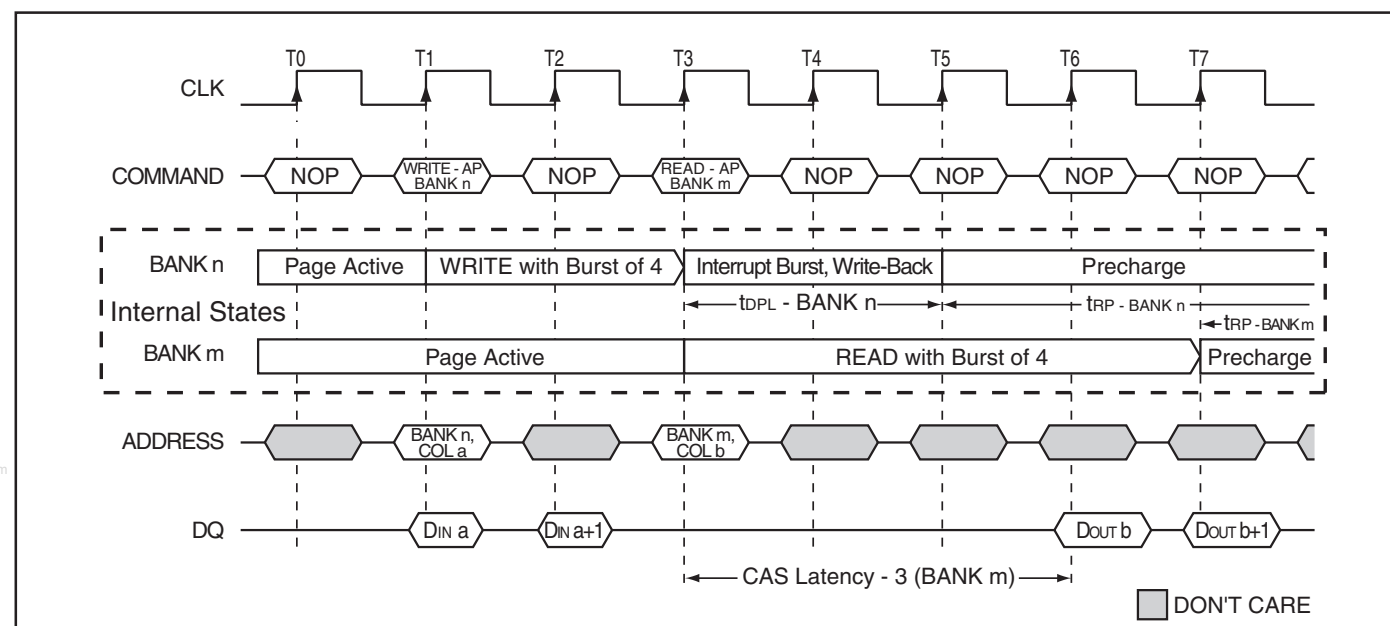 T0 T1 T2 T3 T4 T5 T6 T7
CLK
COMMAND NOP WRITE - AP BANK n NOP READ - AP BANK m NOP NOP NOP NOP
BANK n Page Active WRITE with Burst of 4 Interrupt Burst, Write-Back Precharge
tDPL - BANK n tRP - BANK n
Internal States
tRP - BANK m
BANK m Page Active READ with Burst of 4 Precharge
ADDRESS BANK n, COL a BANK m, COL b
DQ DIN a DIN a+1 DOUT b DOUT b+1
CAS Latency - 3 (BANK m)
DON'T CARE
m